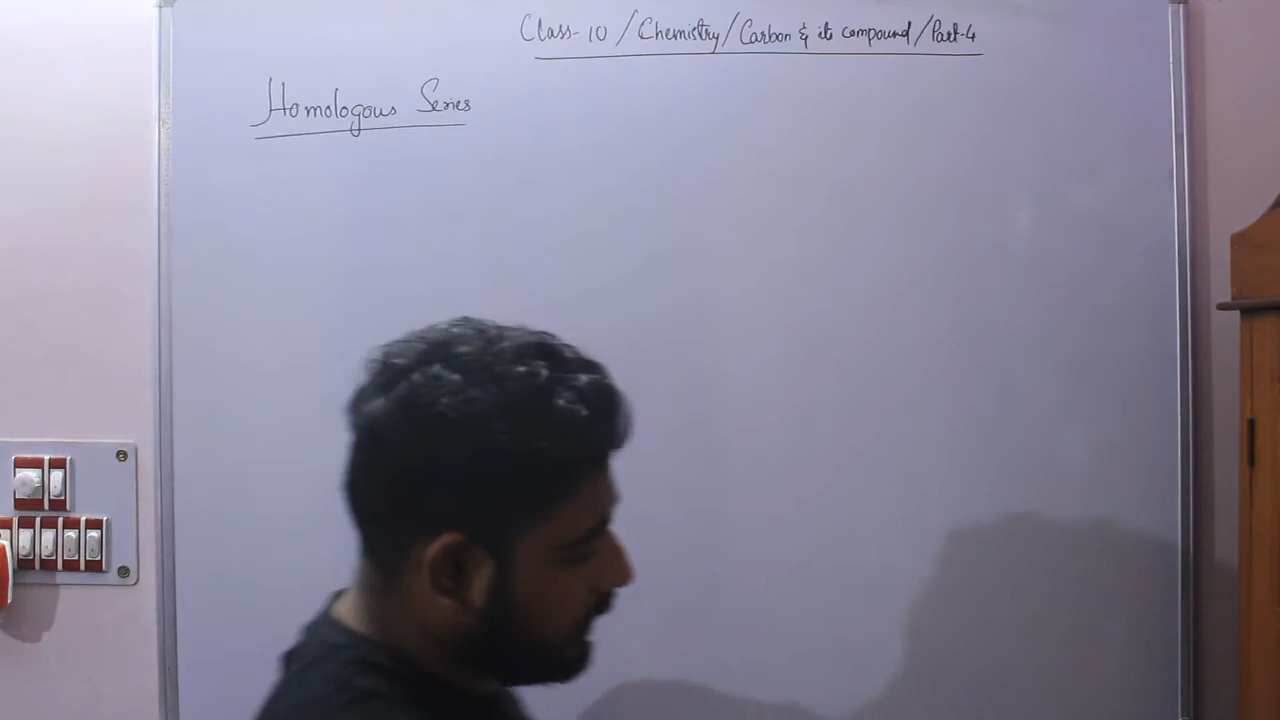 Class-10 / Chemistry / Carbon & its compound / Part-4
Homologous Series